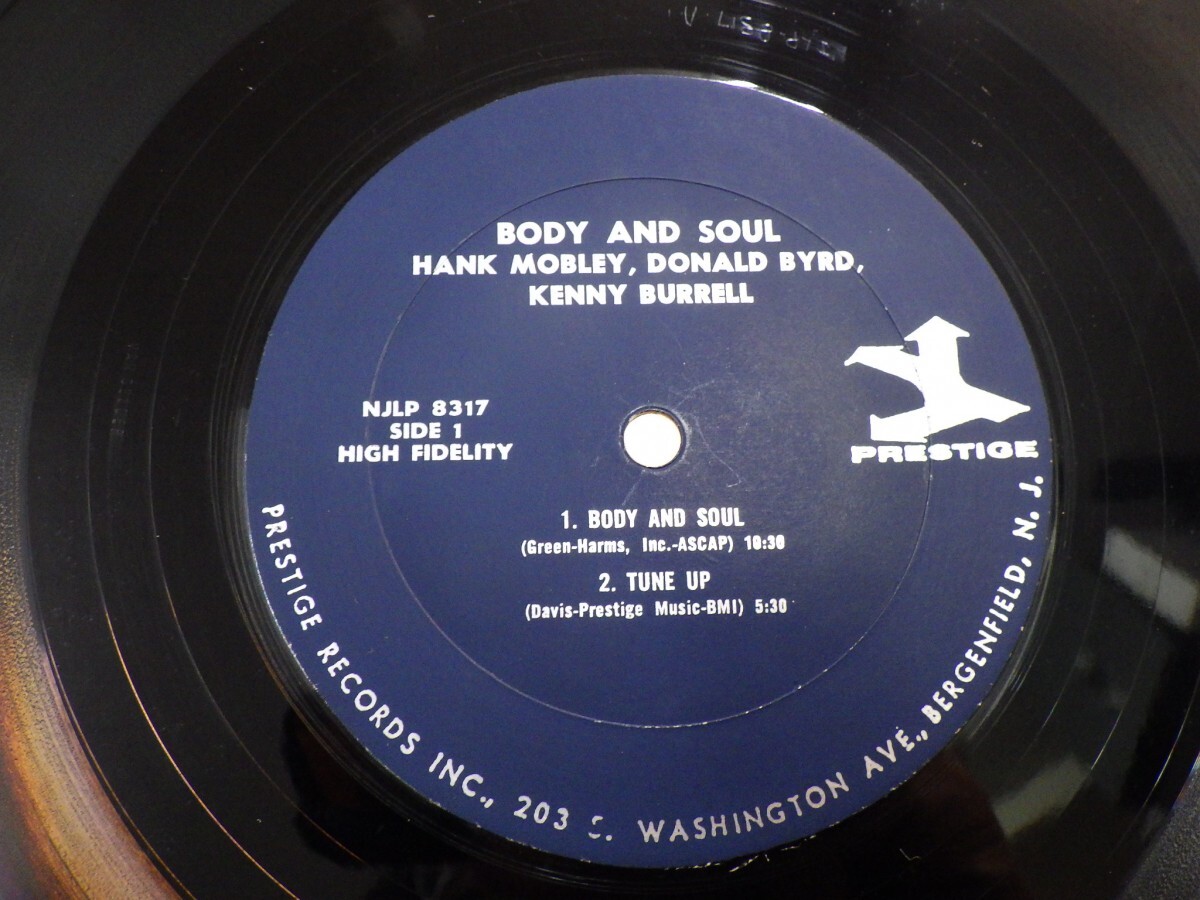 BODY AND SOUL
HANK MOBLEY, DONALD BYRD,
KENNY BURRELL
NJLP 8317
SIDE 1
HIGH FIDELITY
PRESTIGE
1. BODY AND SOUL
(Green-Harms, Inc.-ASCAP) 10:30
2. TUNE UP
(Davis-Prestige Music-BMI) 5:30
PRESTIGE RECORDS INC., 203 S. WASHINGTON AVE., BERGENFIELD, N. J.